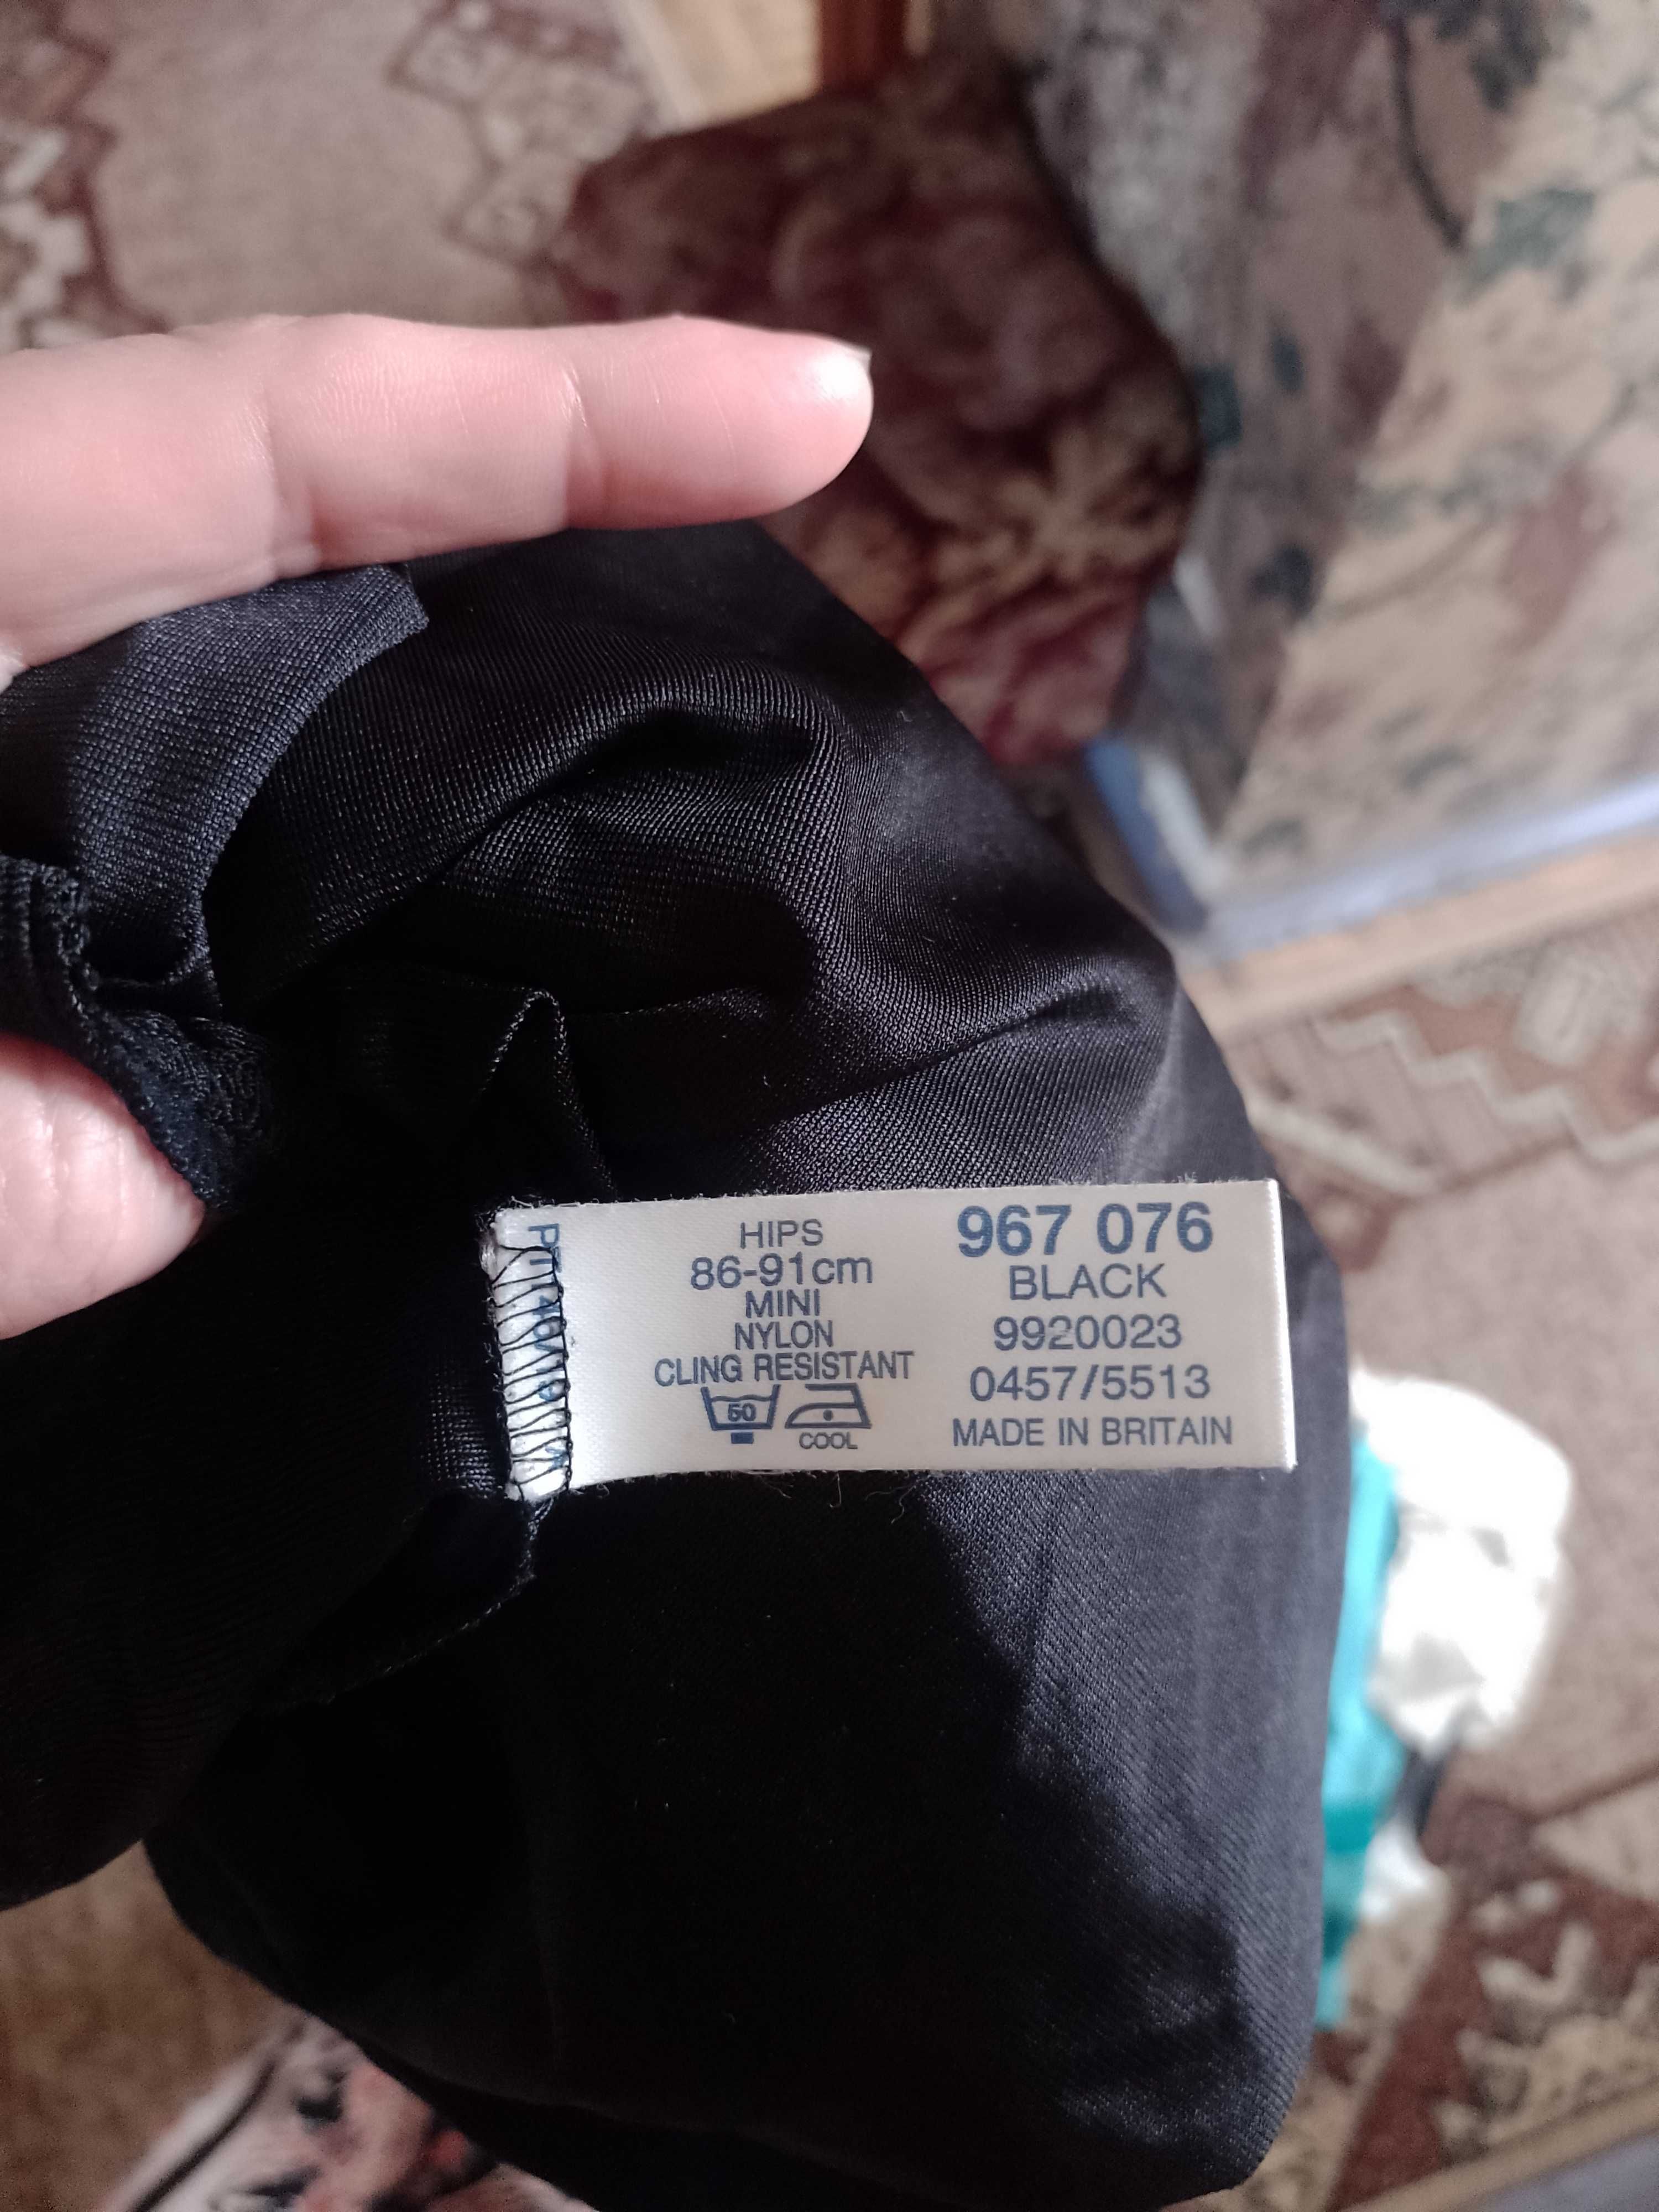 HIPS
86-91cm
MINI
NYLON
CLING RESISTANT
50
COOL
967 076
BLACK
9920023
0457/5513
MADE IN BRITAIN